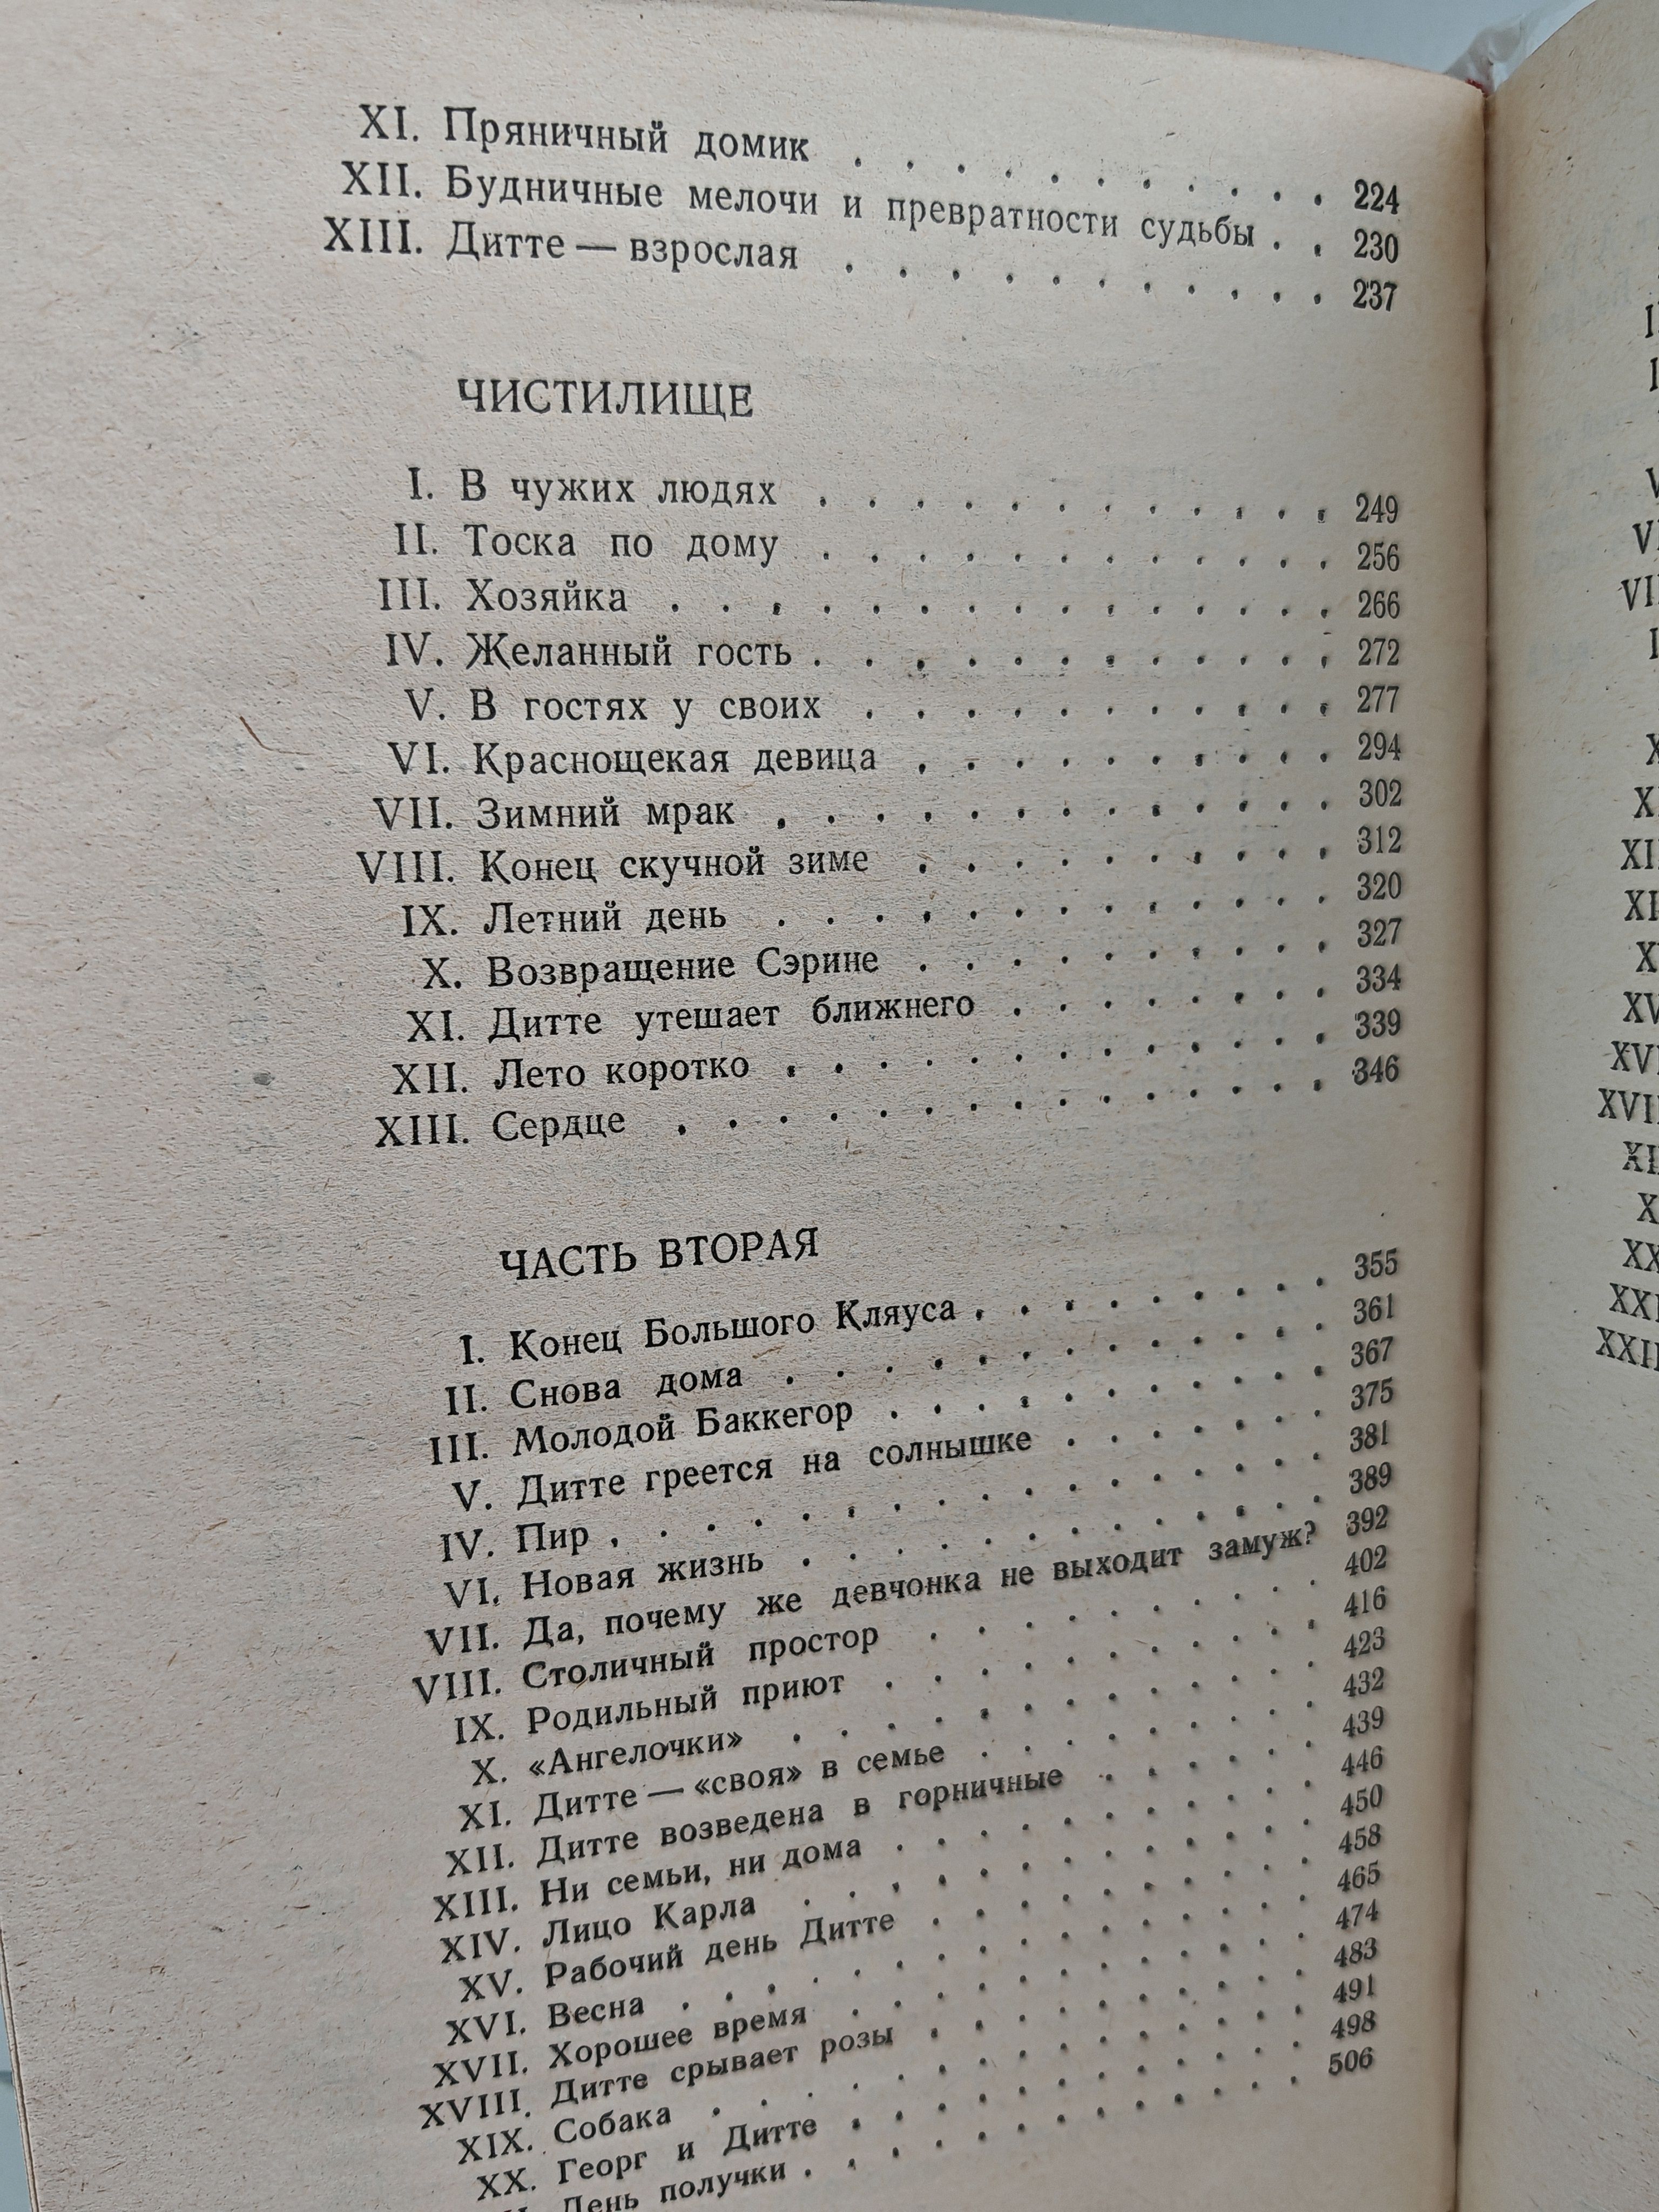 XI. Пряничный домик . . . . . . . . . . . 224
XII. Будничные мелочи и превратности судьбы . . 230
XIII. Дитте — взрослая . . . . . . . . . . . 237
ЧИСТИЛИЩЕ
I. В чужих людях . . . . . . . . . . . . 249
II. Тоска по дому . . . . . . . . . . . . 256
III. Хозяйка . . . . . . . . . . . . . . . 266
IV. Желанный гость . . . . . . . . . . . . 272
V. В гостях у своих . . . . . . . . . . . 277
VI. Краснощекая девица . . . . . . . . . . 294
VII. Зимний мрак . . . . . . . . . . . . . 302
VIII. Конец скучной зиме . . . . . . . . . . 312
IX. Летний день . . . . . . . . . . . . . 320
X. Возвращение Сэрине . . . . . . . . . . 327
XI. Дитте утешает ближнего . . . . . . . . 334
XII. Лето коротко . . . . . . . . . . . . . 339
XIII. Сердце . . . . . . . . . . . . . . . 346
ЧАСТЬ ВТОРАЯ
I. Конец Большого Кляуса . . . . . . . . . 355
II. Снова дома . . . . . . . . . . . . . 361
III. Молодой Баккегор . . . . . . . . . . . 367
V. Дитте греется на солнышке . . . . . . . 375
IV. Пир . . . . . . . . . . . . . . . . 381
VI. Новая жизнь . . . . . . . . . . . . . 389
VII. Да, почему же девчонка не выходит замуж? 392
VIII. Столичный простор . . . . . . . . . . 402
IX. Родильный приют . . . . . . . . . . . 416
X. «Ангелочки» . . . . . . . . . . . . . 423
XI. Дитте — «своя» в семье . . . . . . . . 432
XII. Дитте возведена в горничные . . . . . . 439
XIII. Ни семьи, ни дома . . . . . . . . . . 446
XIV. Лицо Карла . . . . . . . . . . . . . 450
XV. Рабочий день Дитте . . . . . . . . . . 458
XVI. Весна . . . . . . . . . . . . . . . 465
XVII. Хорошее время . . . . . . . . . . . 474
XVIII. Дитте срывает розы . . . . . . . . . 483
XIX. Собака . . . . . . . . . . . . . . 491
XX. Георг и Дитте . . . . . . . . . . . . 498
День получки . . . . . . . . . . . . 506